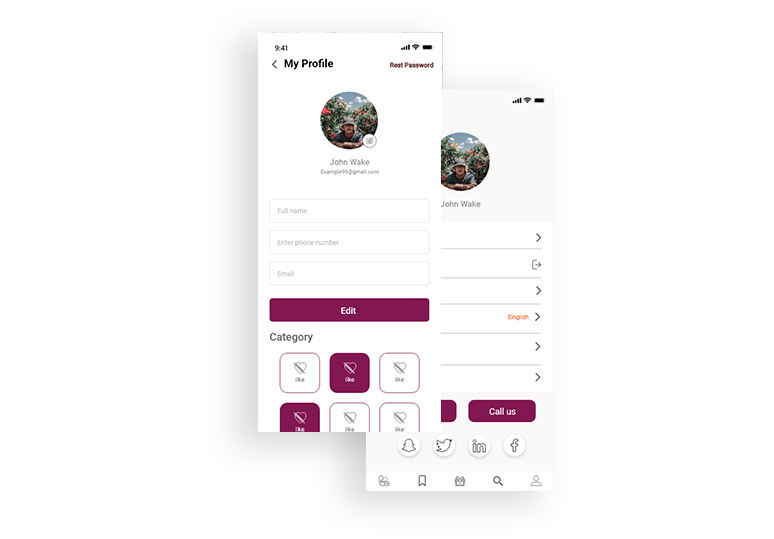 9:41
My Profile
Rest Password
John Wake
Example99@gmail.com
Full name
Enter phone number
Email
Edit
Category
like
like
like
like
like
like
John Wake
Einglish
Call us